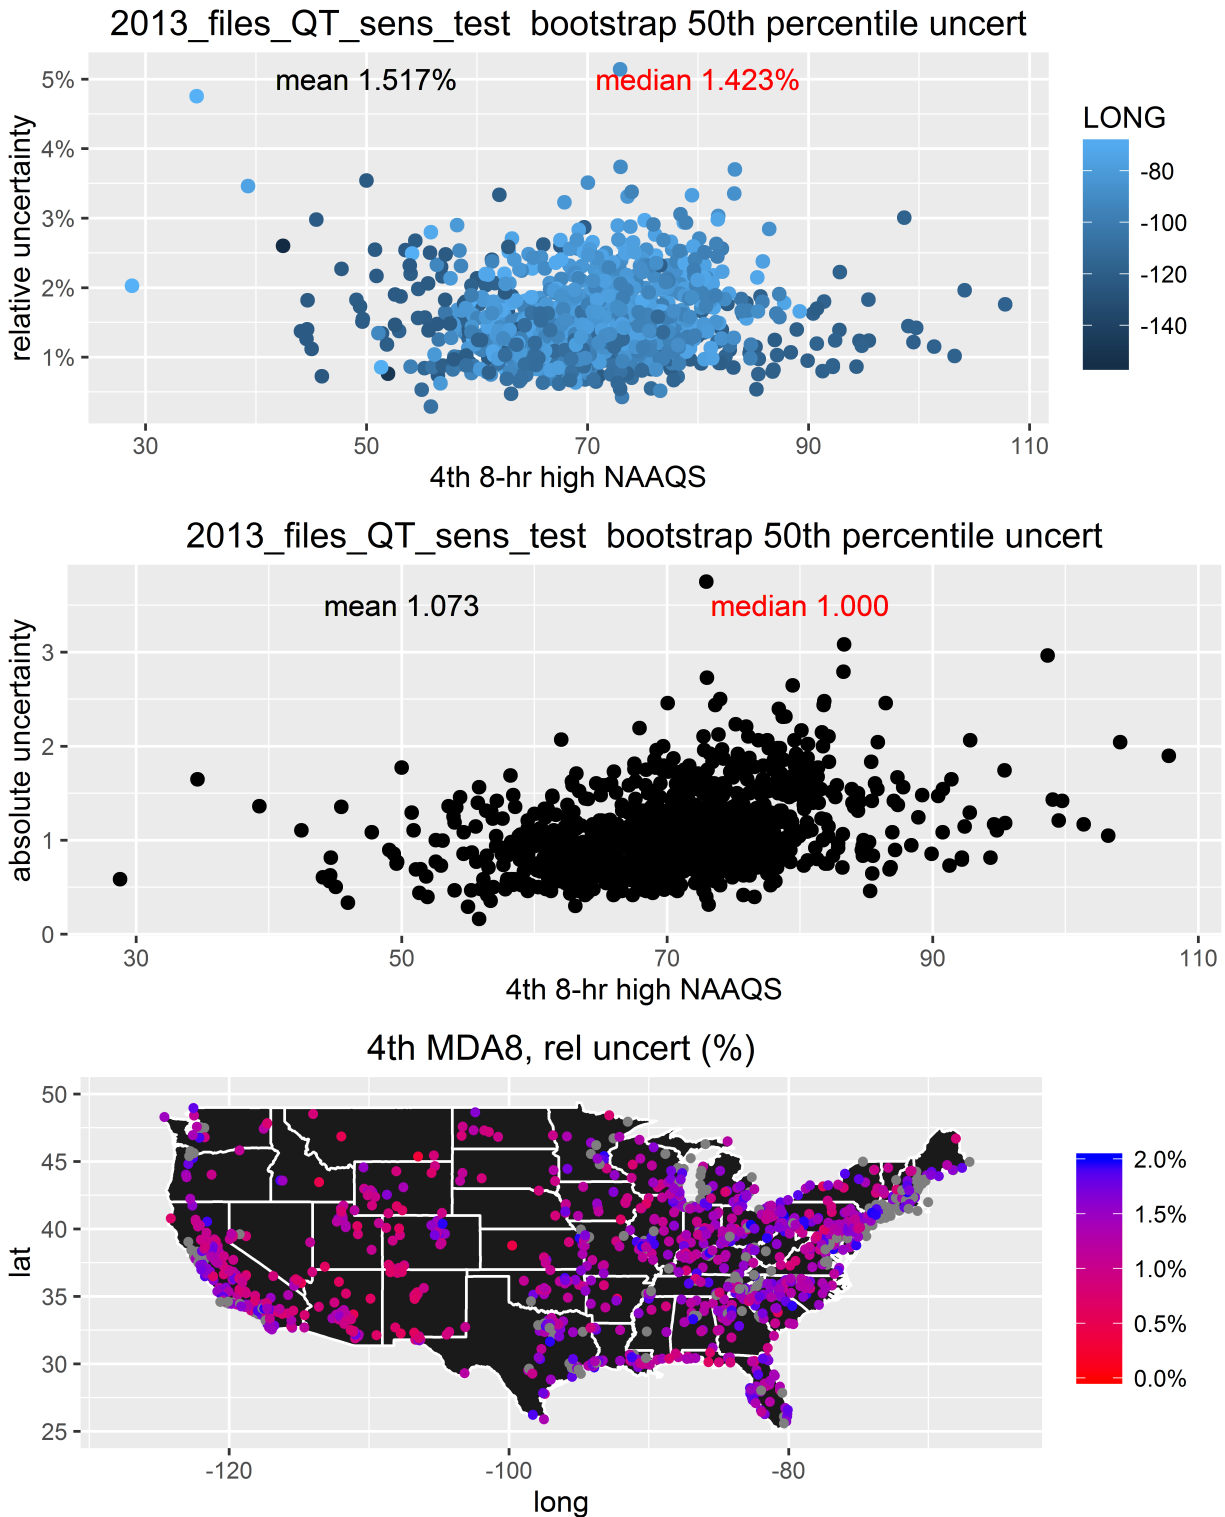 2013_files_QT_sens_test  bootstrap 50th percentile uncert
mean 1.517%
median 1.423%
5%
4%
3%
2%
1%
relative uncertainty
30
50
70
90
110
4th 8-hr high NAAQS
LONG
-80
-100
-120
-140
2013_files_QT_sens_test  bootstrap 50th percentile uncert
mean 1.073
median 1.000
3
2
1
0
absolute uncertainty
30
50
70
90
110
4th 8-hr high NAAQS
4th MDA8, rel uncert (%)
50
45
40
35
30
25
lat
-120
-100
-80
long
2.0%
1.5%
1.0%
0.5%
0.0%